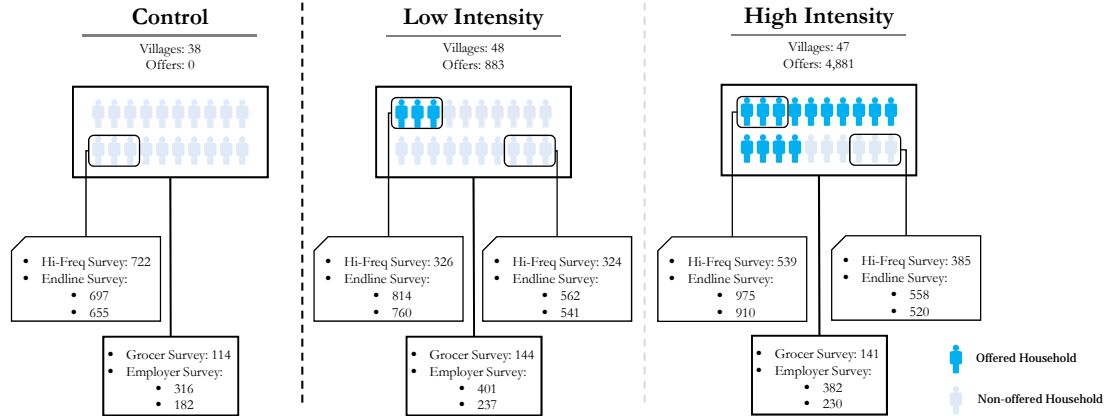 Control
Villages: 38
Offers: 0
• Hi-Freq Survey: 722
• Endline Survey:
• 697
• 655
• Grocer Survey: 114
• Employer Survey:
• 316
• 182
Low Intensity
Villages: 48
Offers: 883
• Hi-Freq Survey: 326
• Endline Survey:
• 814
• 760
• Hi-Freq Survey: 324
• Endline Survey:
• 562
• 541
• Grocer Survey: 144
• Employer Survey:
• 401
• 237
High Intensity
Villages: 47
Offers: 4,881
• Hi-Freq Survey: 539
• Endline Survey:
• 975
• 910
• Hi-Freq Survey: 385
• Endline Survey:
• 558
• 520
• Grocer Survey: 141
• Employer Survey:
• 382
• 230
Offered Household
Non-offered Household